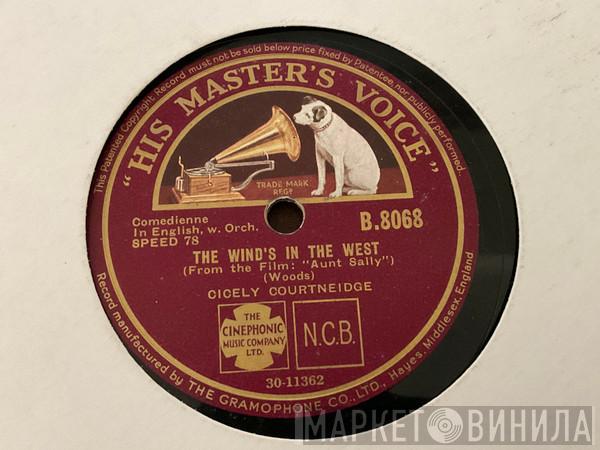 This Patented Copyright Record must not be sold below price fixed by Patentee nor publicly performed.
"HIS MASTER'S VOICE"
TRADE MARK
REGD
Comedienne
In English, w. Orch.
SPEED 78
B.8068
THE WIND'S IN THE WEST
(From the Film: "Aunt Sally")
(Woods)
CICELY COURTNEIDGE
THE
CINEPHONIC
MUSIC COMPANY
LTD.
N.C.B.
30-11362
Record manufactured by THE GRAMOPHONE CO., LTD., Hayes, Middlesex, England
МАРКЕТ ВИНИЛА